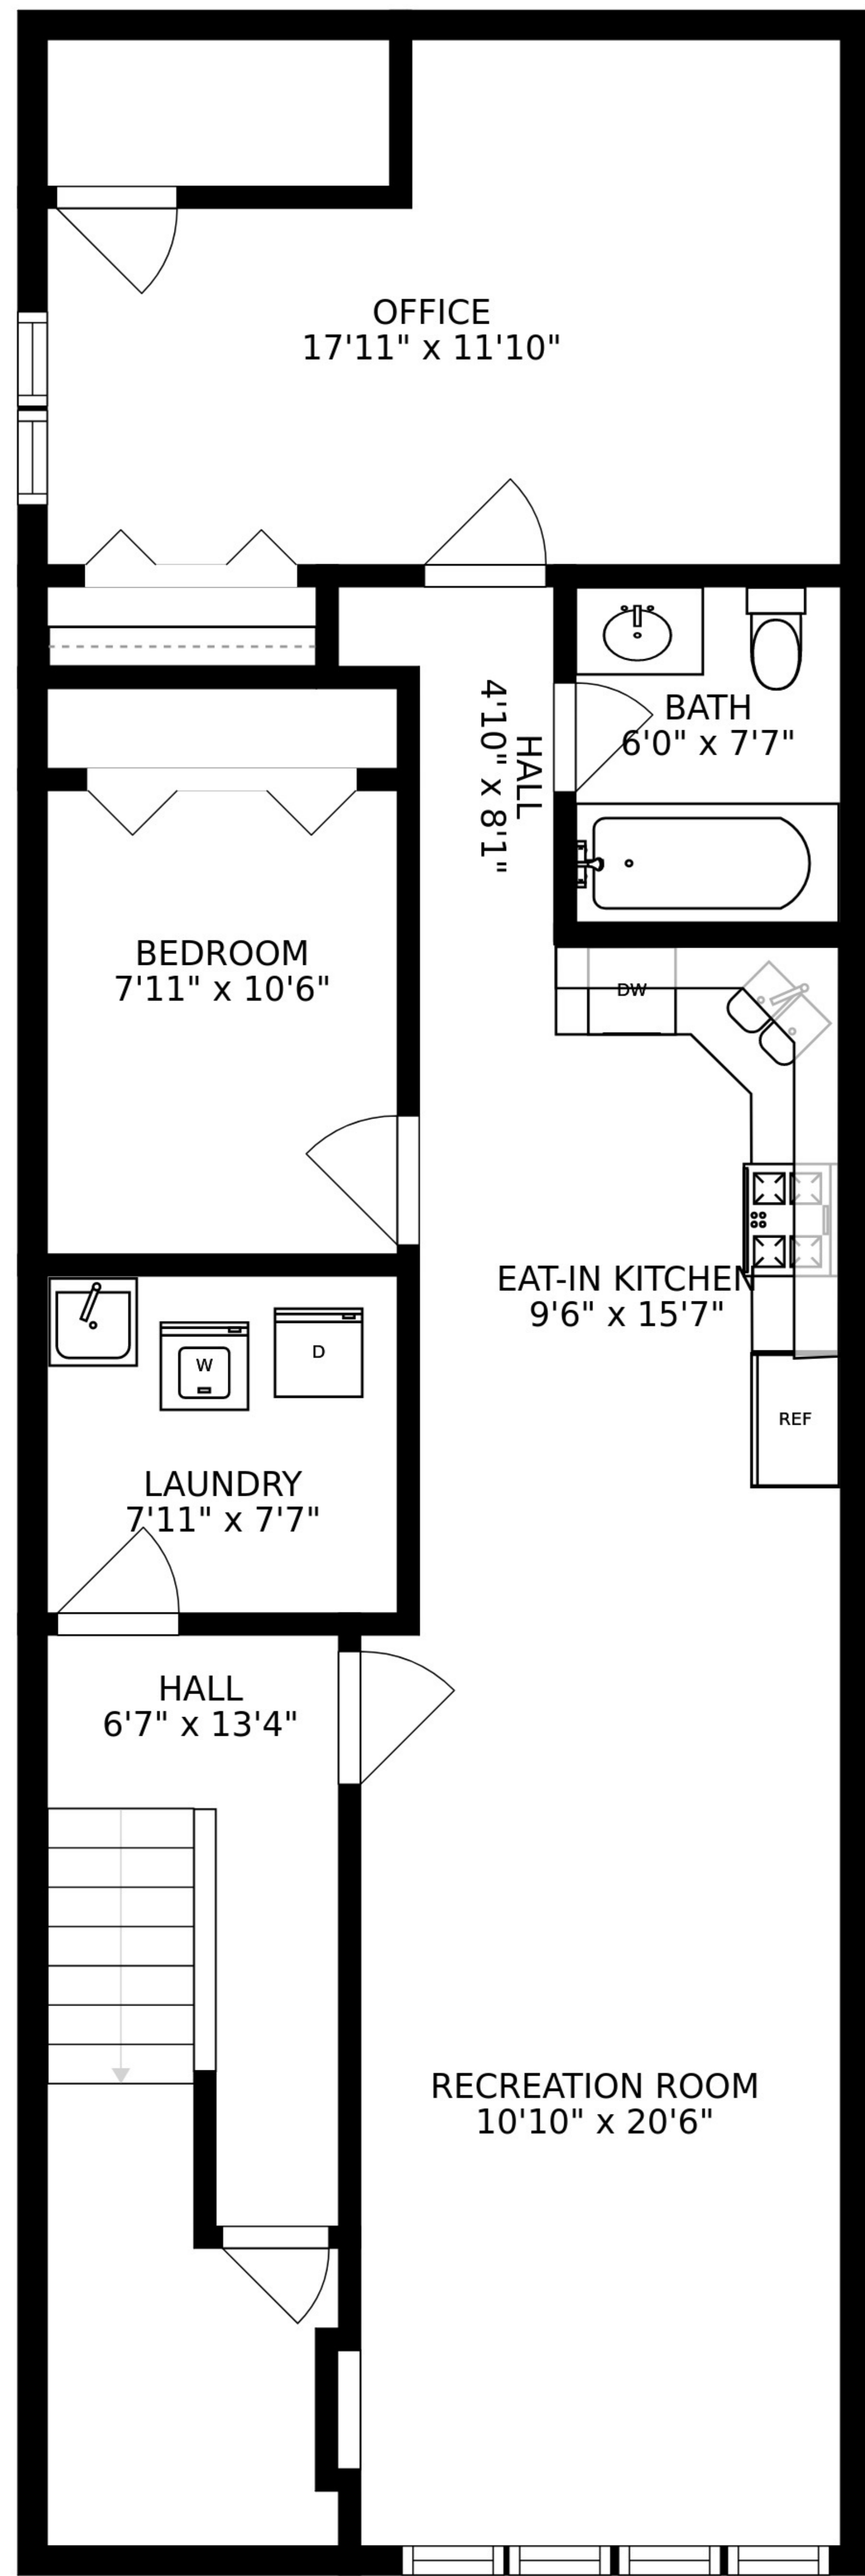 OFFICE
17'11" x 11'10"
HALL
4'10" x 8'1"
BATH
6'0" x 7'7"
BEDROOM
7'11" x 10'6"
DW
EAT-IN KITCHEN
9'6" x 15'7"
W
D
REF
LAUNDRY
7'11" x 7'7"
HALL
6'7" x 13'4"
RECREATION ROOM
10'10" x 20'6"